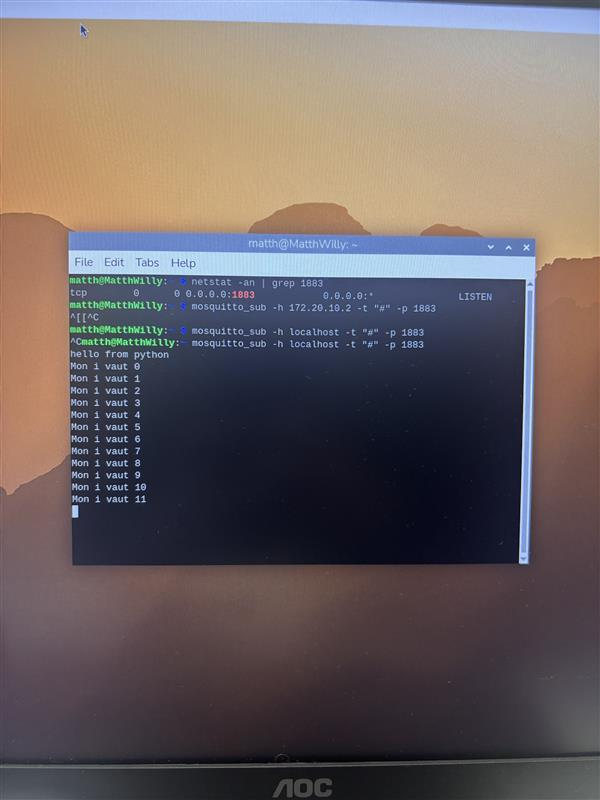 matth@MatthWilly: ~
File Edit Tabs Help
matth@MatthWilly:~ $ netstat -an | grep 1883
tcp 0 0 0.0.0.0:1883 0.0.0.0:* LISTEN
matth@MatthWilly:~ $ mosquitto_sub -h 172.20.10.2 -t "#" -p 1883
^[[^C
matth@MatthWilly:~ $ mosquitto_sub -h localhost -t "#" -p 1883
^Cmatth@MatthWilly:~ mosquitto_sub -h localhost -t "#" -p 1883
hello from python
Mon i vaut 0
Mon i vaut 1
Mon i vaut 2
Mon i vaut 3
Mon i vaut 4
Mon i vaut 5
Mon i vaut 6
Mon i vaut 7
Mon i vaut 8
Mon i vaut 9
Mon i vaut 10
Mon i vaut 11
AOC